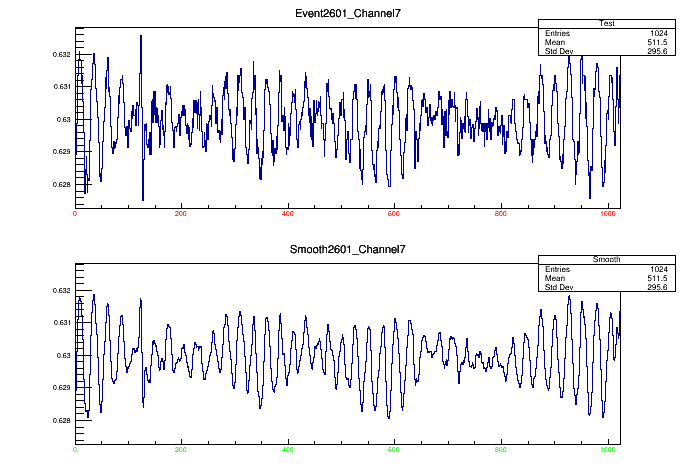 Event2601_Channel7
Test
Entries 1024
Mean 511.5
Std Dev 295.6
0.632
0.631
0.63
0.629
0.628
0 200 400 600 800 1000
Smooth2601_Channel7
Smooth
Entries 1024
Mean 511.5
Std Dev 295.6
0.632
0.631
0.63
0.629
0.628
0 200 400 600 800 1000